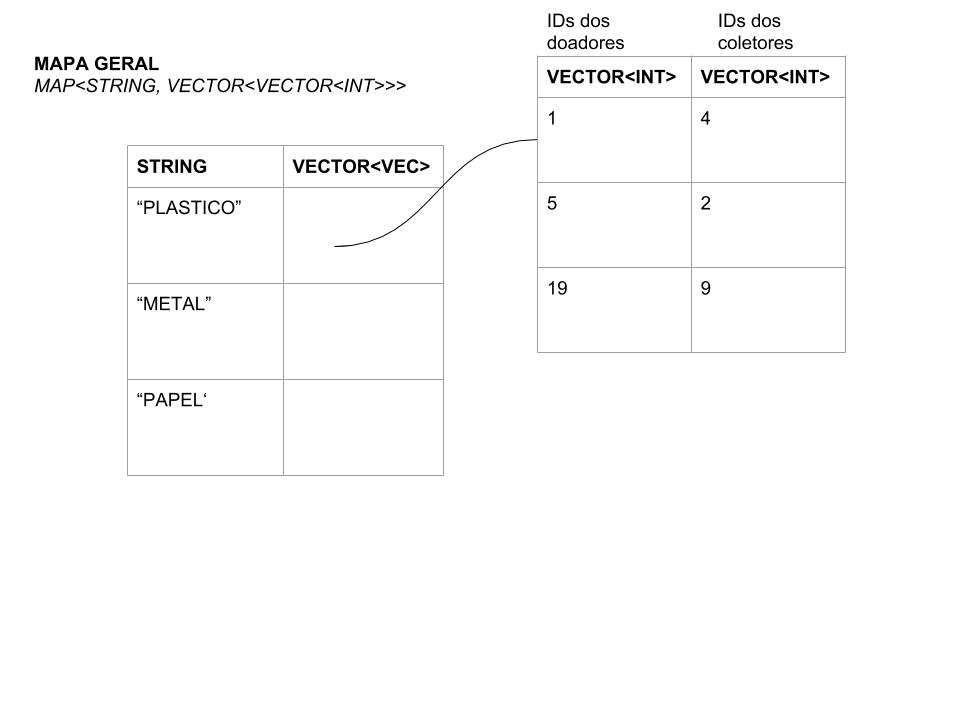 MAPA GERAL
MAP<STRING, VECTOR<VECTOR<INT>>>
IDs dos
doadores
IDs dos
coletores
VECTOR<INT> VECTOR<INT>
1 4
5 2
19 9
STRING VECTOR<VEC>
“PLASTICO”
“METAL”
“PAPEL‘